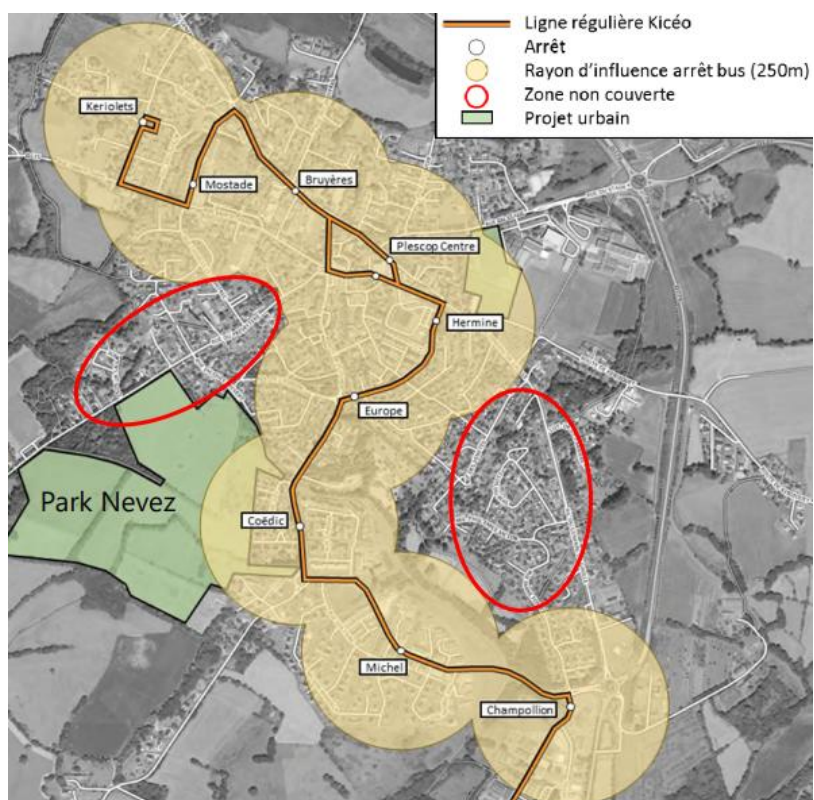 Ligne régulière Kicéo
Arrêt
Rayon d'influence arrêt bus (250m)
Zone non couverte
Projet urbain
Keriolets
Mostade
Bruyères
Plescop Centre
Hermine
Europe
Park Nevez
Coëdic
Michel
Champollion